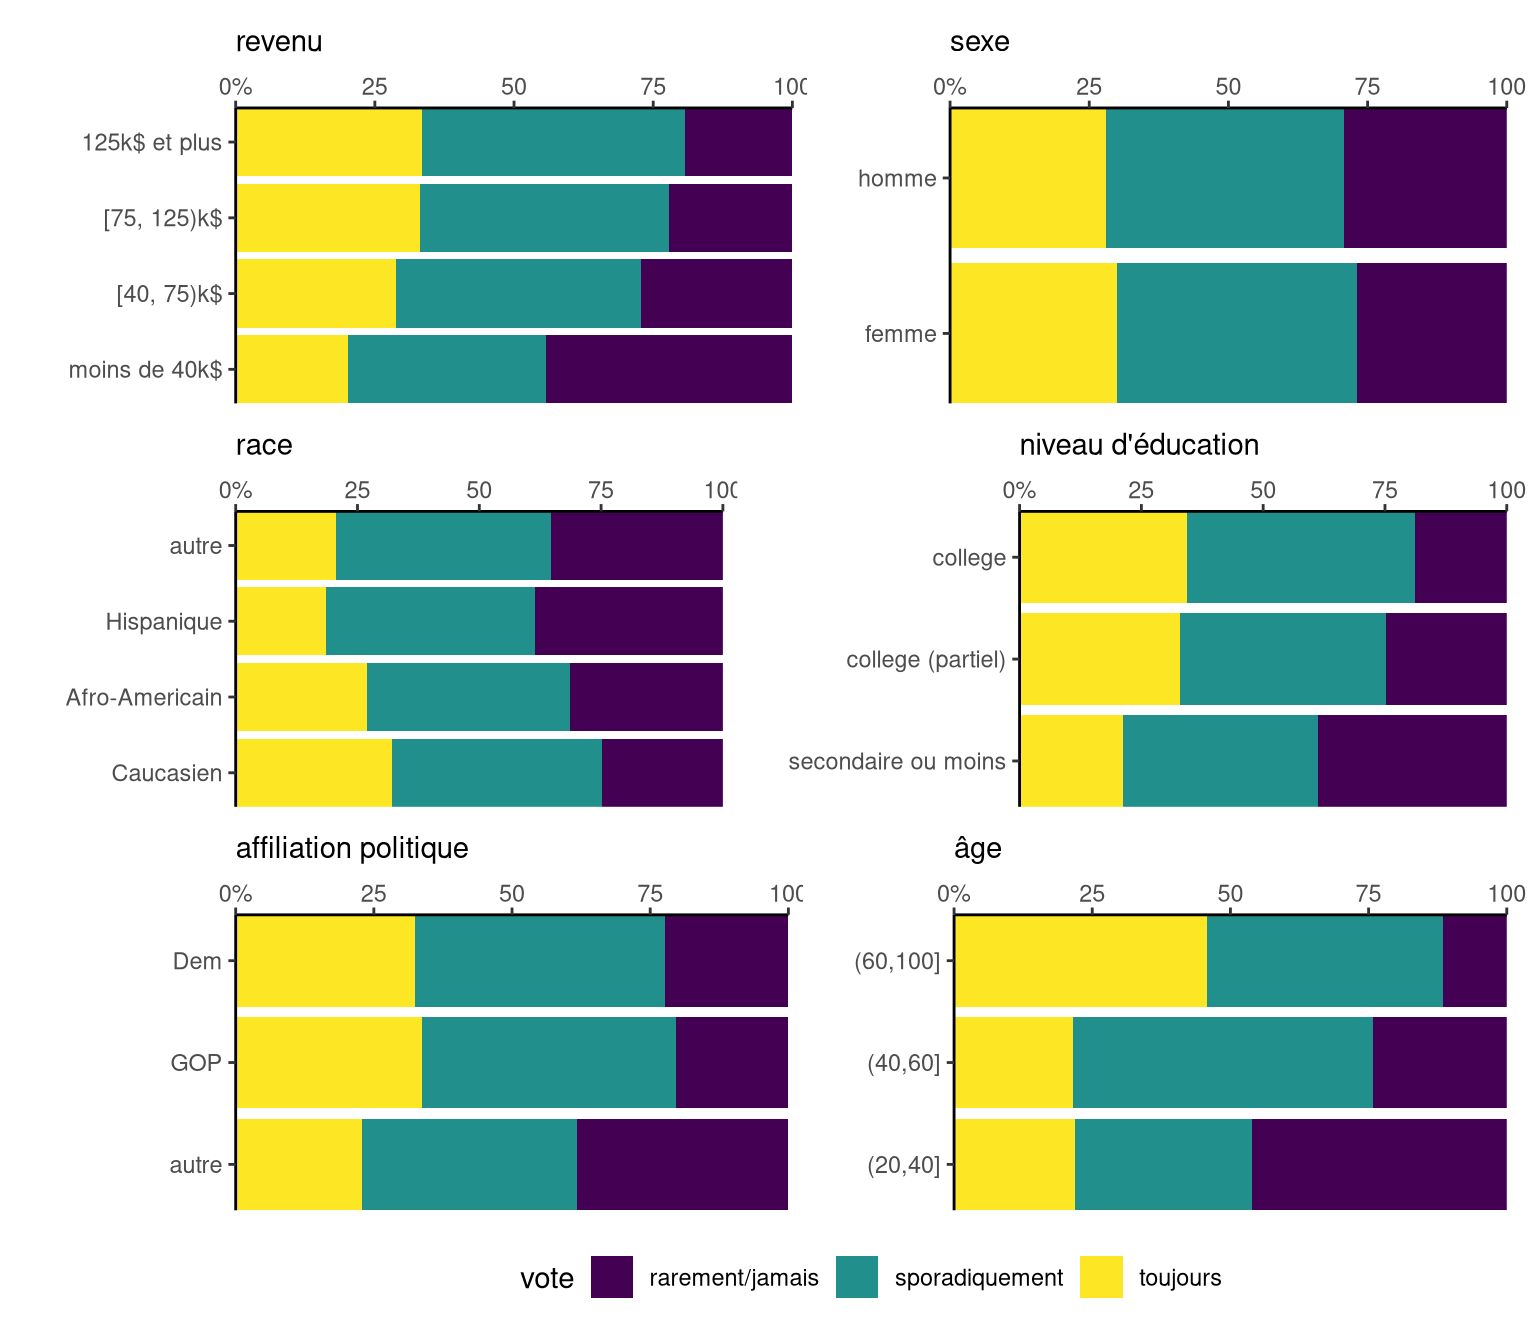 revenu
0% 25 50 75 100
125k$ et plus
[75, 125)k$
[40, 75)k$
moins de 40k$
sexe
0% 25 50 75 100
homme
femme
race
0% 25 50 75 100
autre
Hispanique
Afro-Americain
Caucasien
niveau d'éducation
0% 25 50 75 100
college
college (partiel)
secondaire ou moins
affiliation politique
0% 25 50 75 100
Dem
GOP
autre
âge
0% 25 50 75 100
(60,100]
(40,60]
(20,40]
vote rarement/jamais sporadiquement toujours